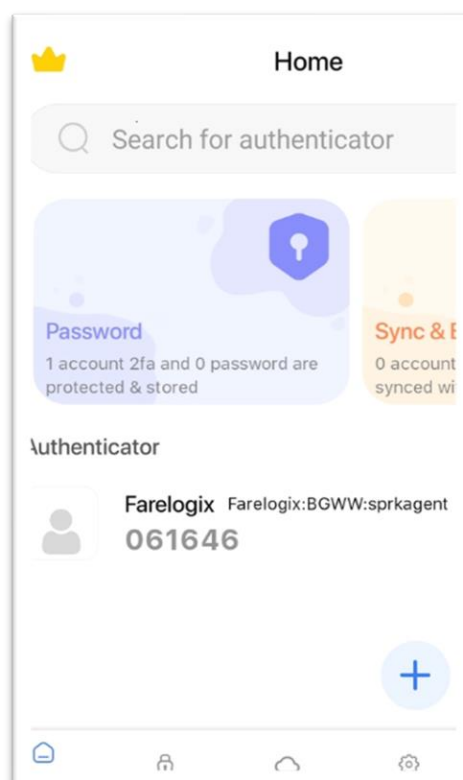 Home
Search for authenticator
Password
1 account 2fa and 0 password are
protected & stored
Sync &
0 account
synced wi
Authenticator
Farelogix Farelogix:BGWW:sprkagent
061646